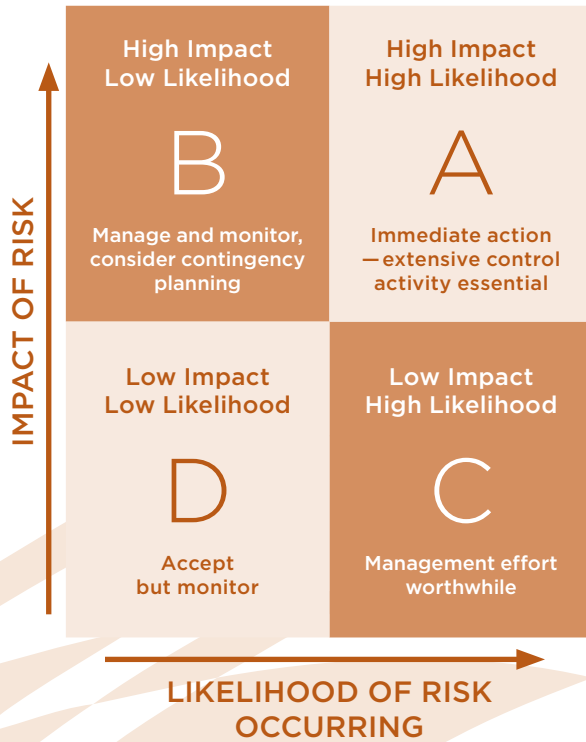 IMPACT OF RISK
High Impact
Low Likelihood
B
Manage and monitor,
consider contingency
planning
High Impact
High Likelihood
A
Immediate action
—extensive control
activity essential
Low Impact
Low Likelihood
D
Accept
but monitor
Low Impact
High Likelihood
C
Management effort
worthwhile
LIKELIHOOD OF RISK
OCCURRING